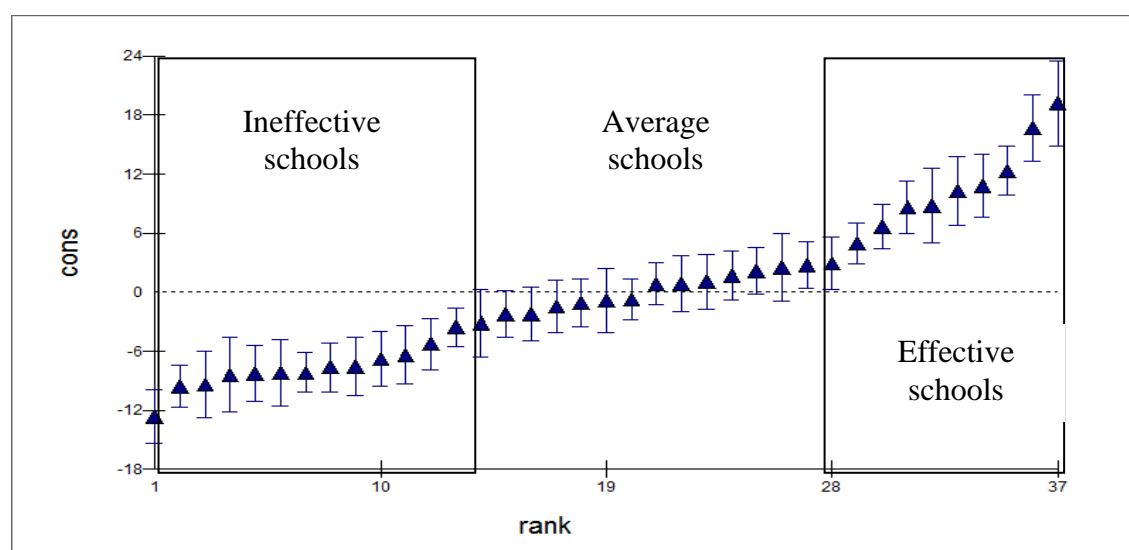 24
18
12
6
0
-6
-12
-18
cons
Ineffective
schools
Average
schools
Effective
schools
1
10
19
28
37
rank